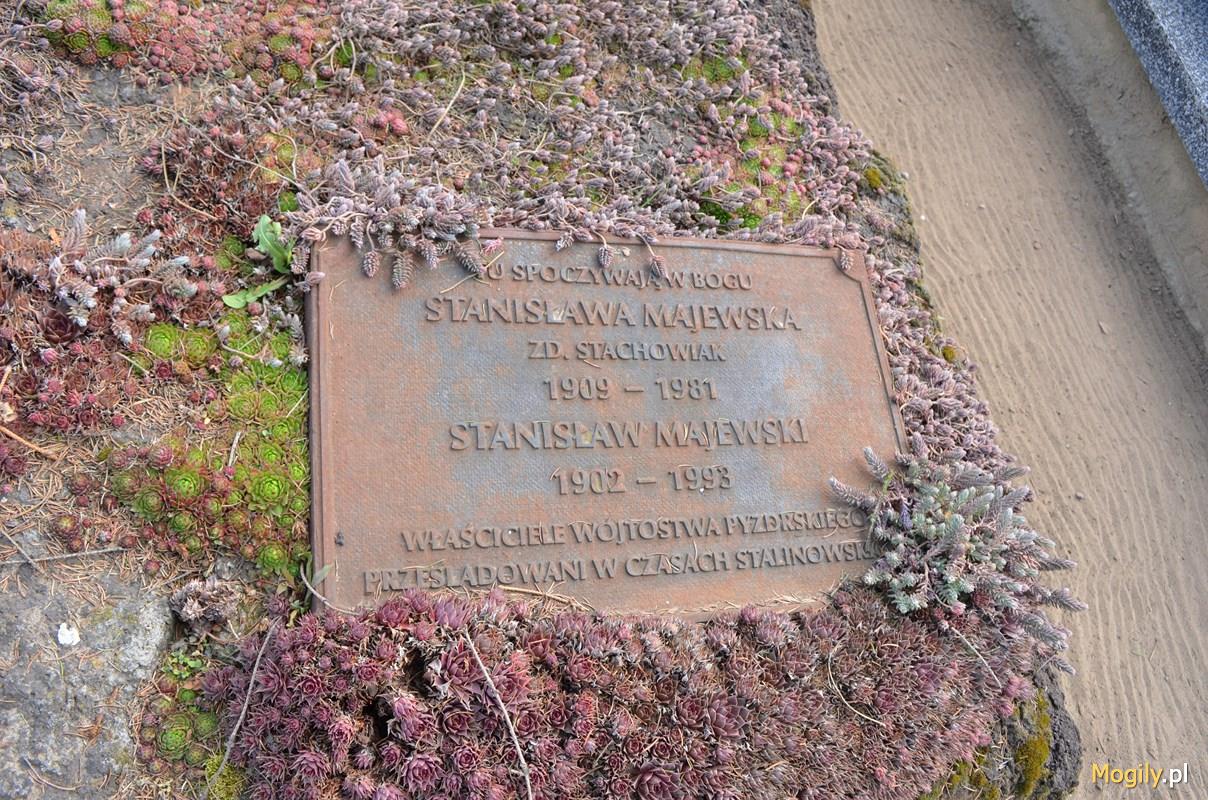 TU SPOCZYWAJĄ W BOGU
STANISŁAWA MAJEWSKA
ZD. STACHOWIAK
1909 – 1981
STANISŁAW MAJEWSKI
1902 – 1993
WŁAŚCICIELE WÓJTOSTWA PYZDRSKIEGO
PRZEŚLADOWANI W CZASACH
Mogily.pl